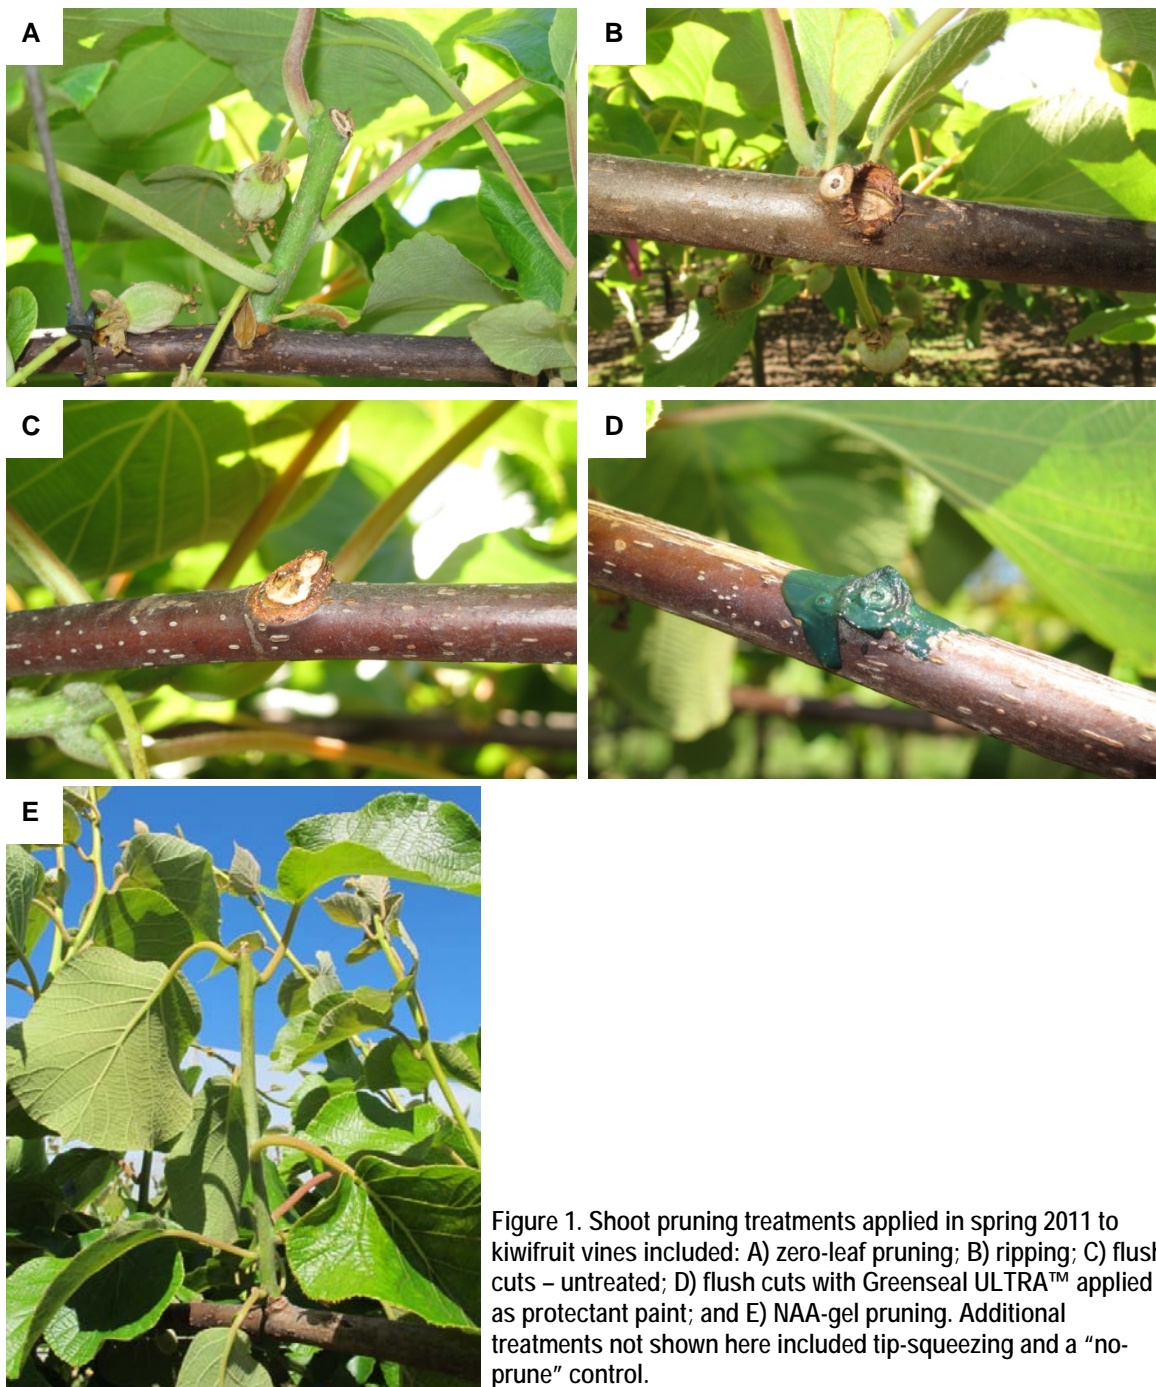 A
B
C
D
E
Figure 1. Shoot pruning treatments applied in spring 2011 to
kiwifruit vines included: A) zero-leaf pruning; B) ripping; C) flush
cuts – untreated; D) flush cuts with Greenseal ULTRA™ applied
as protectant paint; and E) NAA-gel pruning. Additional
treatments not shown here included tip-squeezing and a “no-
prune” control.